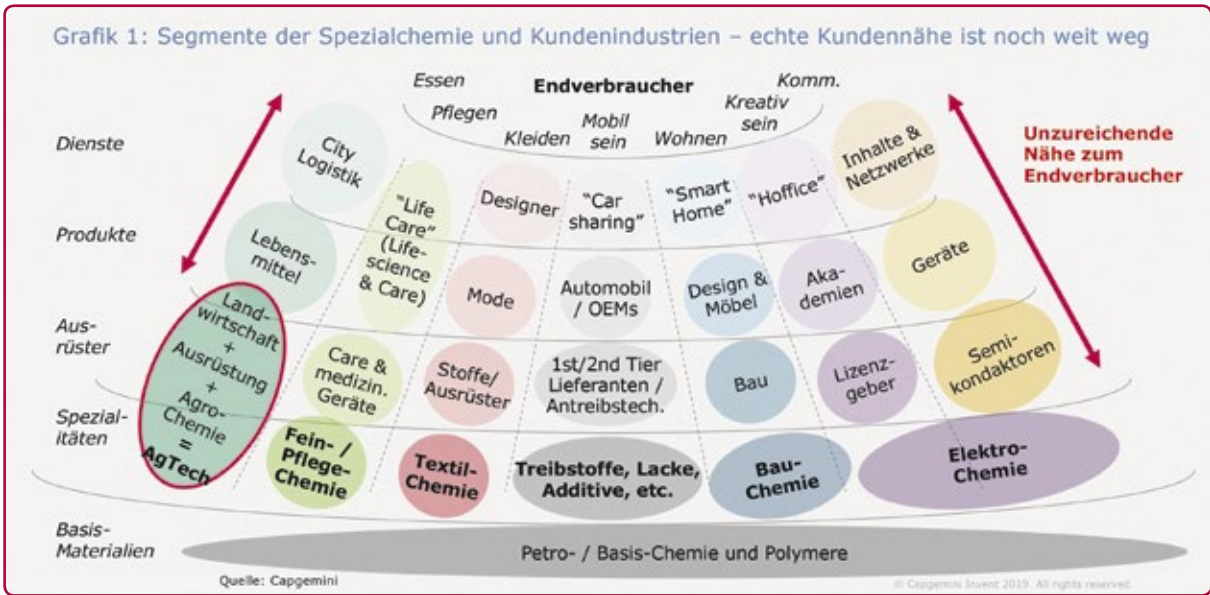 Grafik 1: Segmente der Spezialchemie und Kundenindustrien – echte Kundennähe ist noch weit weg
Essen
Pflegen
Kleiden
Endverbraucher
Mobil
sein
Wohnen
Kreativ
sein
Komm.
Unzureichende
Nähe zum
Endverbraucher
Dienste
City
Logistik
"Life
Care"
(Life-
science
& Care)
Designer
"Car
sharing"
"Smart
Home"
"Hoffice"
Inhalte &
Netzwerke
Produkte
Lebens-
mittel
Mode
Automobil
/ OEMs
Design &
Möbel
Aka-
demien
Geräte
Aus-
rüster
Land-
wirtschaft
+
Ausrüstung
+
Agro-
Chemie
=
AgTech
Care &
medizin.
Geräte
Stoffe/
Ausrüster
1st/2nd Tier
Lieferanten /
Antreibstech.
Bau
Lizenz-
geber
Semi-
kondaktoren
Spezial-
itäten
Fein- /
Pflege-
Chemie
Textil-
Chemie
Treibstoffe, Lacke,
Additive, etc.
Bau-
Chemie
Elektro-
Chemie
Basis-
Materialien
Petro- / Basis-Chemie und Polymere
Quelle: Capgemini
© Capgemini Invent 2019. All rights reserved.